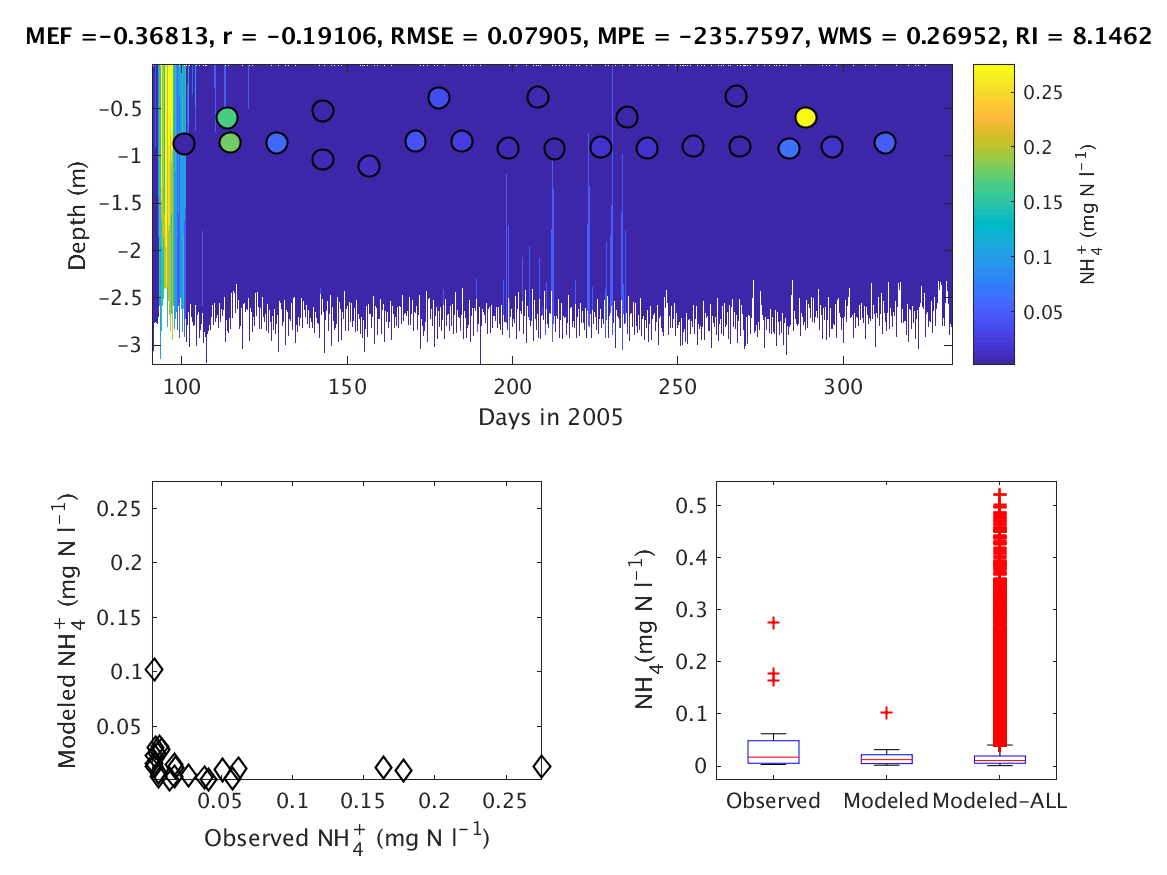 MEF =-0.36813, r = -0.19106, RMSE = 0.07905, MPE = -235.7597, WMS = 0.26952, RI = 8.1462
Depth (m)
-0.5
-1
-1.5
-2
-2.5
-3
100 150 200 250 300
Days in 2005
0.25
0.2
0.15
0.1
0.05
NH4+ (mg N l-1)
Modeled NH4+ (mg N l-1)
0.25
0.2
0.15
0.1
0.05
0.05 0.1 0.15 0.2 0.25
Observed NH4+ (mg N l-1)
NH4(mg N l-1)
0.5
0.4
0.3
0.2
0.1
0
Observed Modeled Modeled-ALL